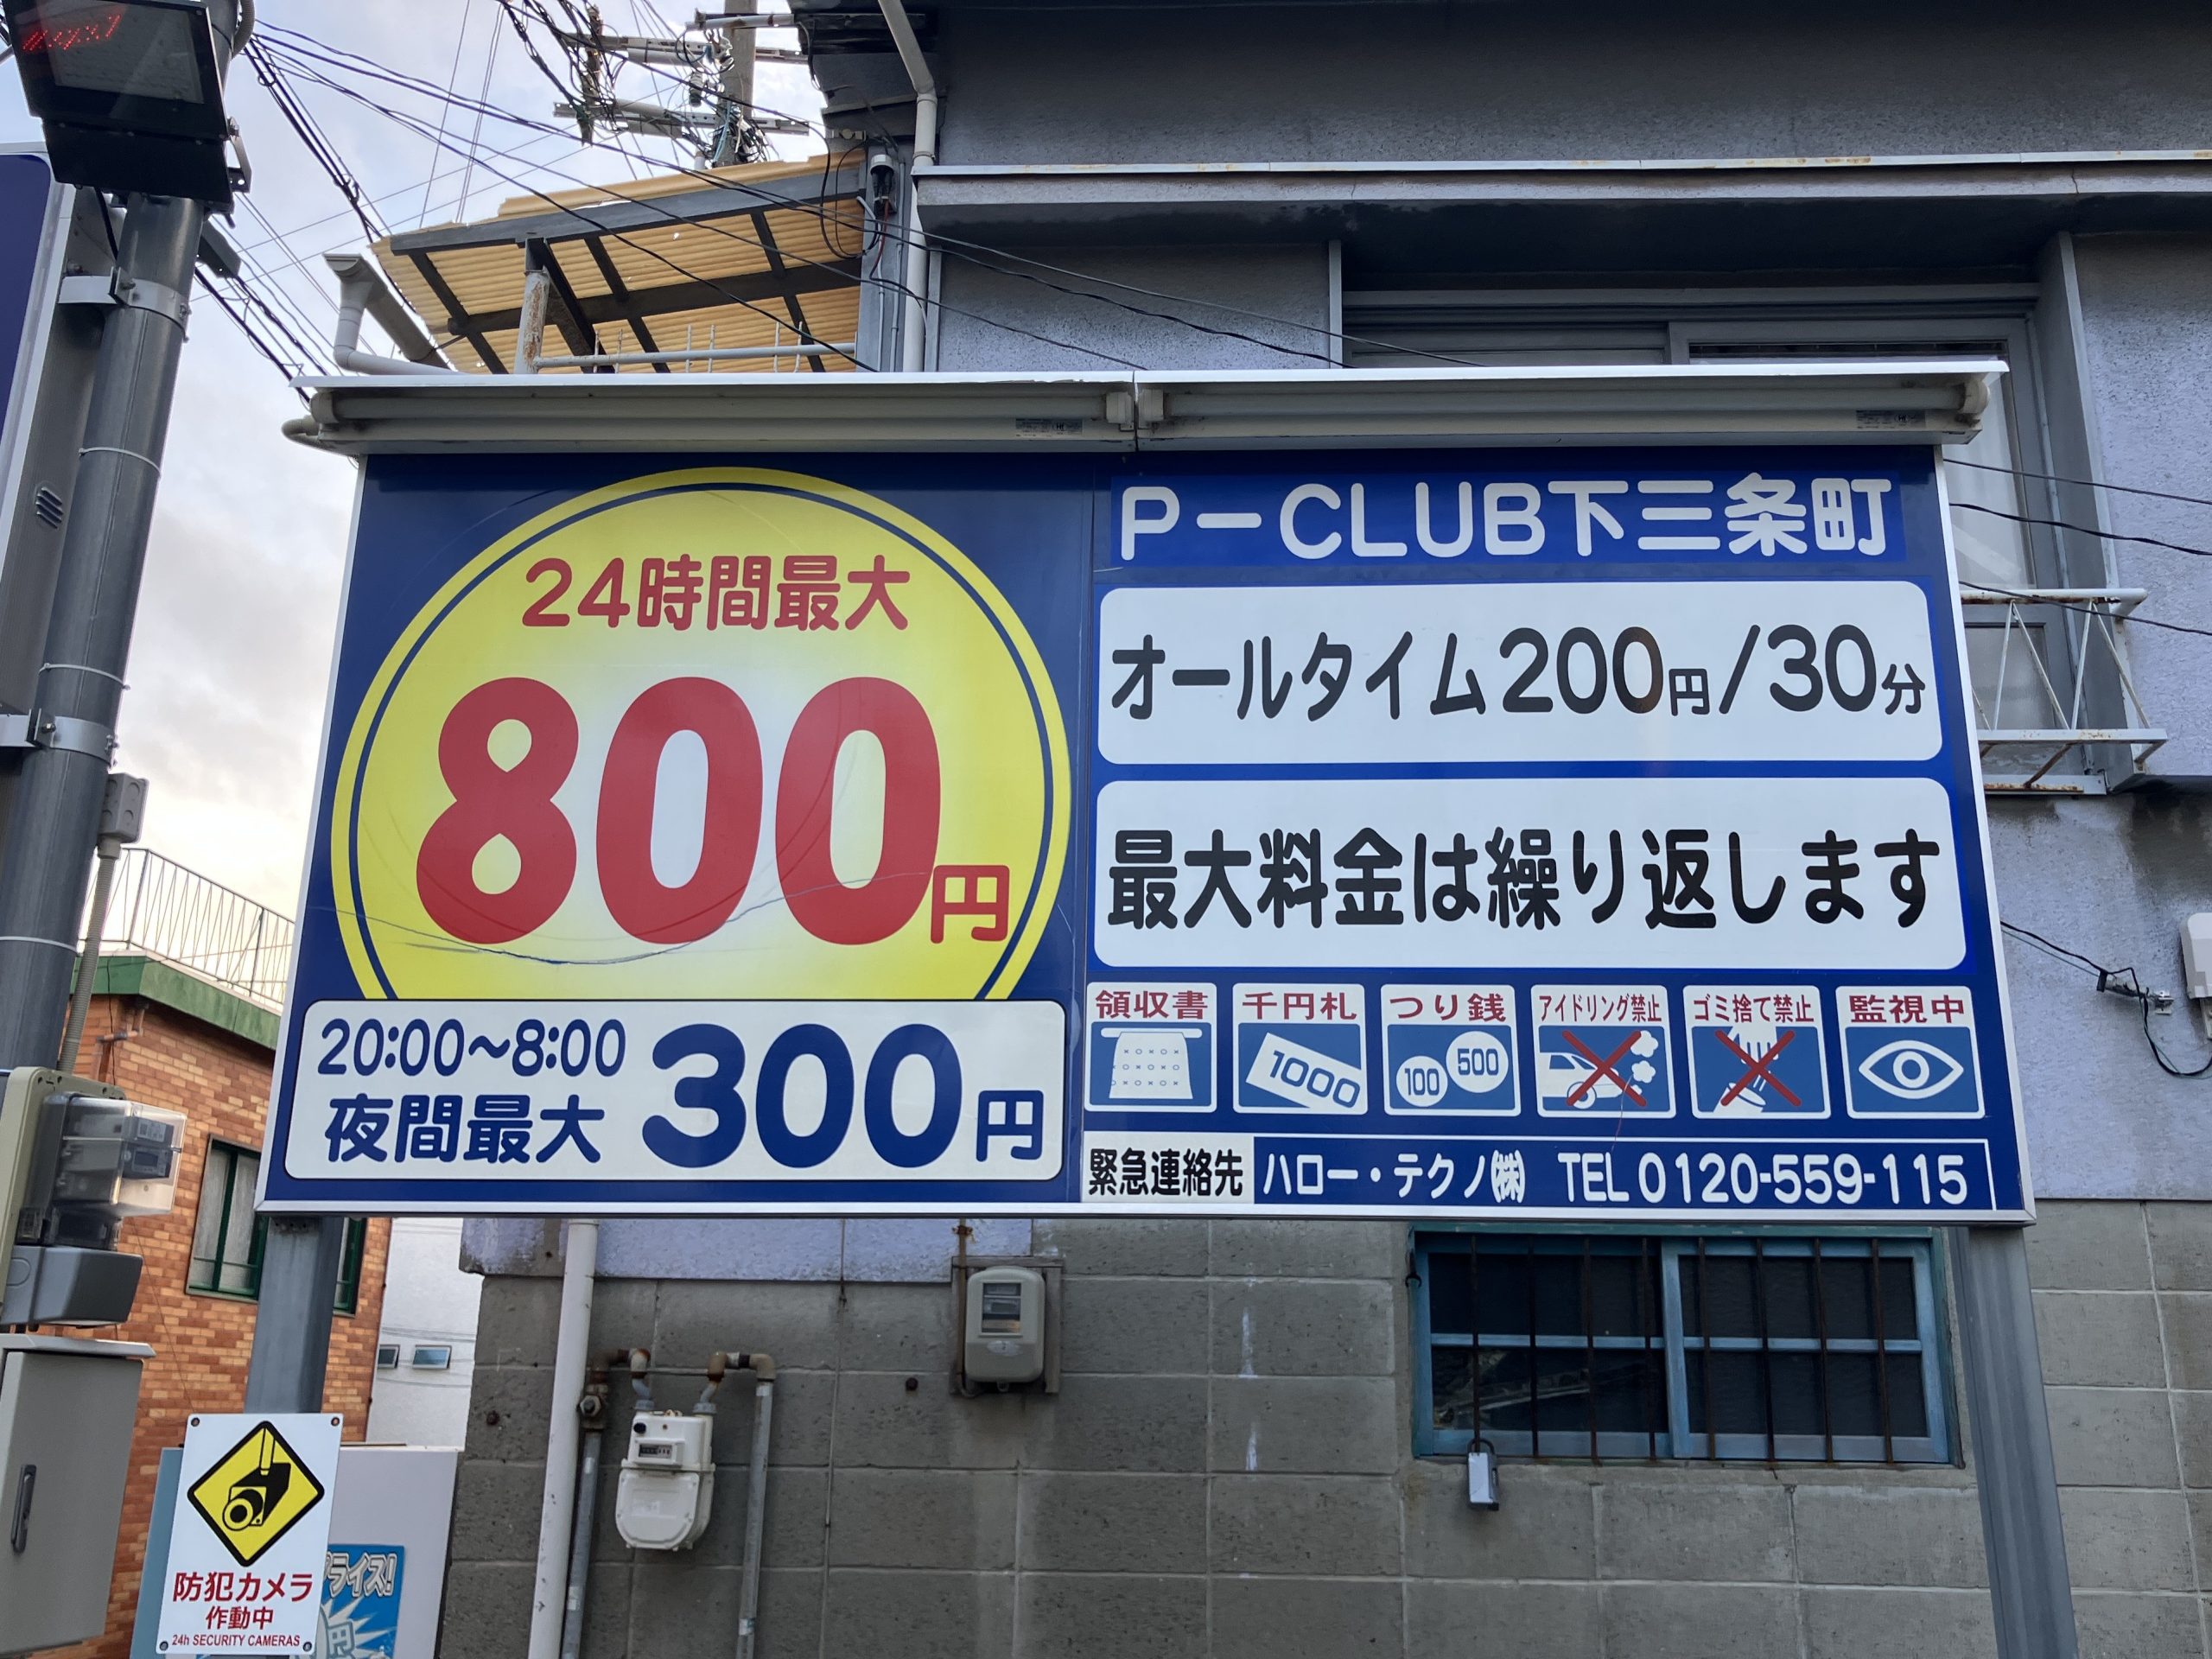 24時間最大
800円
20:00〜8:00
夜間最大 300円
P－CLUB下三条町
オールタイム200円/30分
最大料金は繰り返します
領収書
千円札
1000
つり銭
100 500
アイドリング禁止
ゴミ捨て禁止
監視中
緊急連絡先 ハロー・テクノ㈱ TEL 0120-559-115
防犯カメラ
作動中
24h SECURITY CAMERAS
ライス!
円